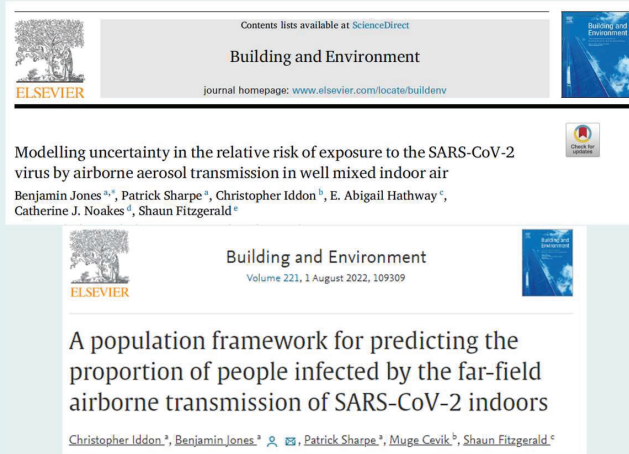 Contents lists available at ScienceDirect
Building and Environment
journal homepage: www.elsevier.com/locate/buildenv
ELSEVIER
Building and
Environment
Check for
updates
Modelling uncertainty in the relative risk of exposure to the SARS-CoV-2
virus by airborne aerosol transmission in well mixed indoor air
Benjamin Jones a,*, Patrick Sharpe a, Christopher Iddon b, E. Abigail Hathway c,
Catherine J. Noakes d, Shaun Fitzgerald e
Building and Environment
Volume 221, 1 August 2022, 109309
ELSEVIER
Building and
Environment
A population framework for predicting the
proportion of people infected by the far-field
airborne transmission of SARS-CoV-2 indoors
Christopher Iddon a, Benjamin Jones a, Patrick Sharpe a, Muge Cevik b, Shaun Fitzgerald c